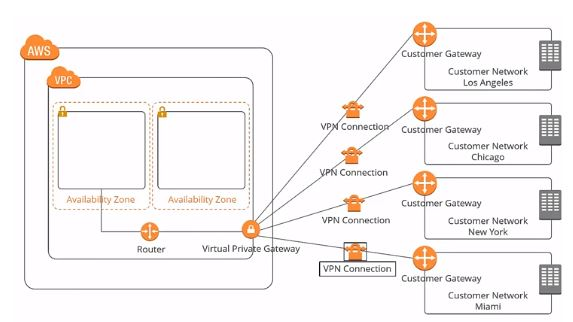 AWS
VPC
Availability Zone
Availability Zone
Router
Virtual Private Gateway
VPN Connection
VPN Connection
VPN Connection
VPN Connection
Customer Gateway
Customer Network
Los Angeles
Customer Gateway
Customer Network
Chicago
Customer Gateway
Customer Network
New York
Customer Gateway
Customer Network
Miami